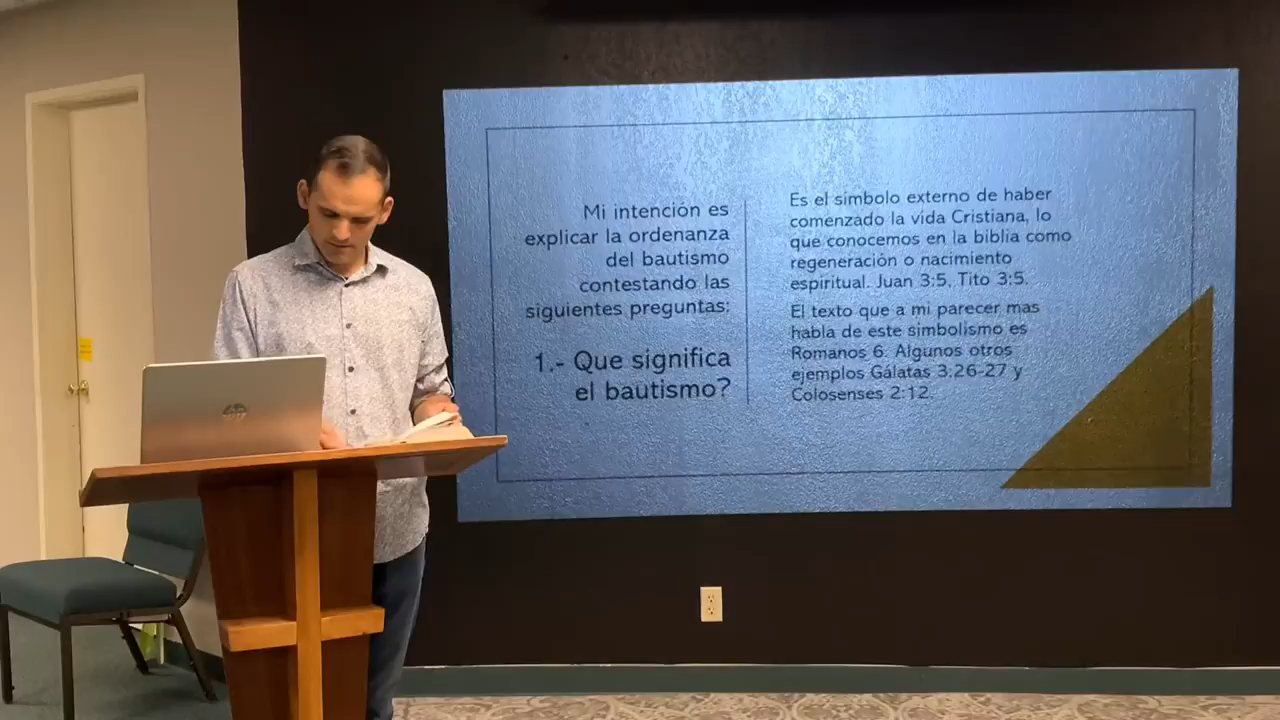 Mi intención es
explicar la ordenanza
del bautismo
contestando las
siguientes preguntas:
1.- Que significa
el bautismo?
Es el símbolo externo de haber
comenzado la vida Cristiana, lo
que conocemos en la biblia como
regeneración o nacimiento
espiritual. Juan 3:5, Tito 3:5.
El texto que a mi parecer mas
habla de este simbolismo es
Romanos 6. Algunos otros
ejemplos Gálatas 3:26-27 y
Colosenses 2:12.
hp